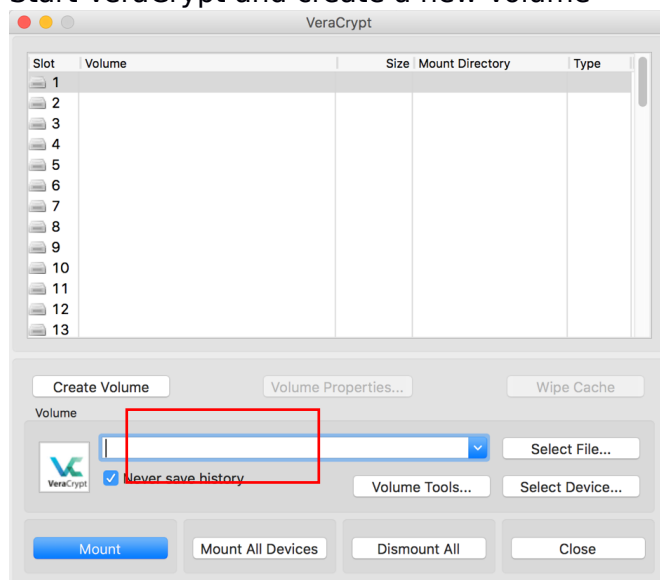 Start VeraCrypt and create a new Volume
VeraCrypt
Slot Volume Size Mount Directory Type
1
2
3
4
5
6
7
8
9
10
11
12
13
Create Volume Volume Properties... Wipe Cache
Volume
Select File...
VeraCrypt Never save history Volume Tools... Select Device...
Mount Mount All Devices Dismount All Close